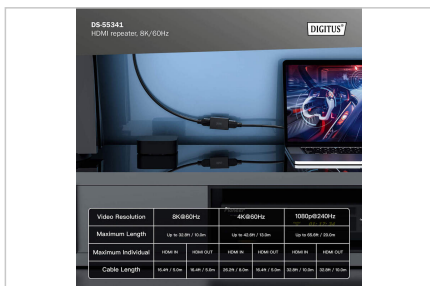 DS-55341
HDMI repeater, 8K/60Hz
DIGITUS®
Video Resolution 8K@60Hz 4K@60Hz 1080p@240Hz
Maximum Length Up to 32.8ft / 10.0m Up to 42.6ft / 13.0m Up to 65.6ft / 20.0m
Maximum Individual HDMI IN HDMI OUT HDMI IN HDMI OUT HDMI IN HDMI OUT
Cable Length 16.4ft / 5.0m 16.4ft / 5.0m 26.2ft / 8.0m 16.4ft / 5.0m 32.8ft / 10.0m 32.8ft / 10.0m